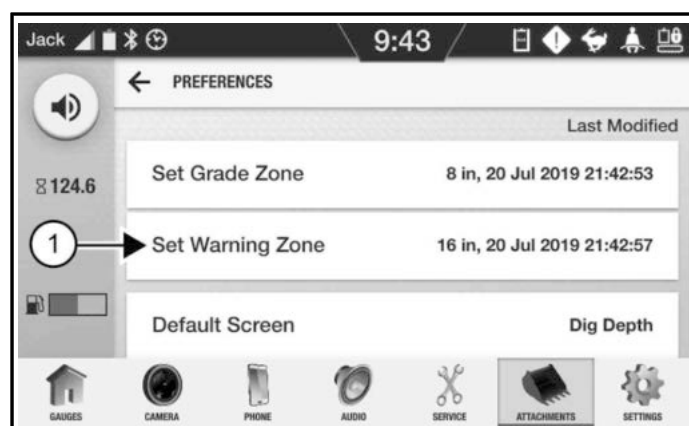 Jack 9:43
PREFERENCES
Last Modified
Set Grade Zone 8 in, 20 Jul 2019 21:42:53
124.6
1 Set Warning Zone 16 in, 20 Jul 2019 21:42:57
Default Screen Dig Depth
GAUGES CAMERA PHONE AUDIO SERVICE ATTACHMENTS SETTINGS